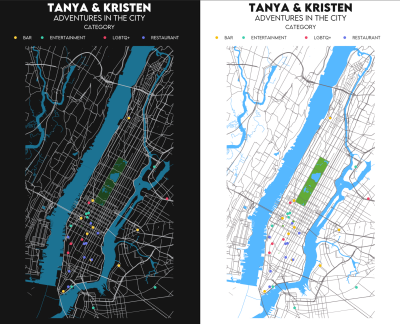 TANYA & KRISTEN
ADVENTURES IN THE CITY
CATEGORY
BAR ENTERTAINMENT LGBTQ+ RESTAURANT
TANYA & KRISTEN
ADVENTURES IN THE CITY
CATEGORY
BAR ENTERTAINMENT LGBTQ+ RESTAURANT